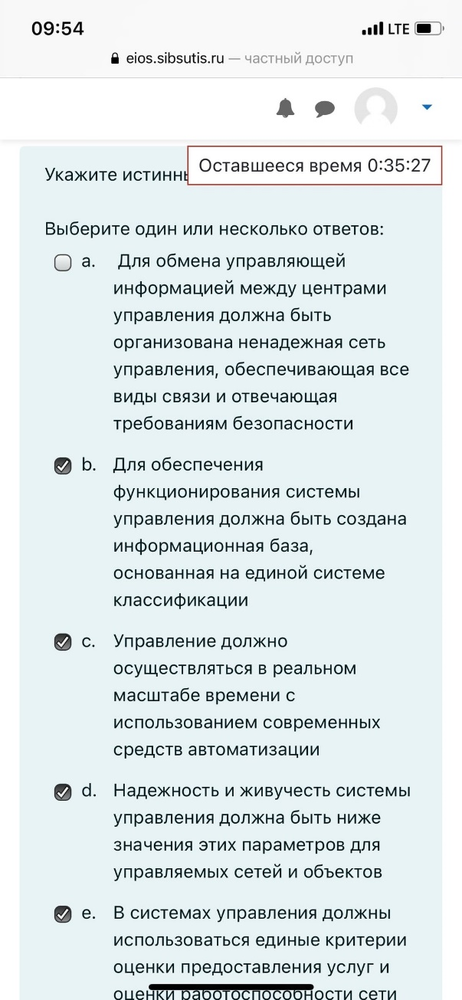 09:54
LTE
eios.sibsutis.ru — частный доступ
Оставшееся время 0:35:27
Укажите
Выберите один или несколько ответов:
a. Для обмена управляющей
информацией между центрами
управления должна быть
организована ненадежная сеть
управления, обеспечивающая все
виды связи и отвечающая
требованиям безопасности
b. Для обеспечения
функционирования системы
управления должна быть создана
информационная база,
основанная на единой системе
классификации
c. Управление должно
осуществляться в реальном
масштабе времени с
использованием современных
средств автоматизации
d. Надежность и живучесть системы
управления должна быть ниже
значения этих параметров для
управляемых сетей и объектов
e. В системах управления должны
использоваться единые критерии
оценки предоставления услуг и
оценки работоспособности сети